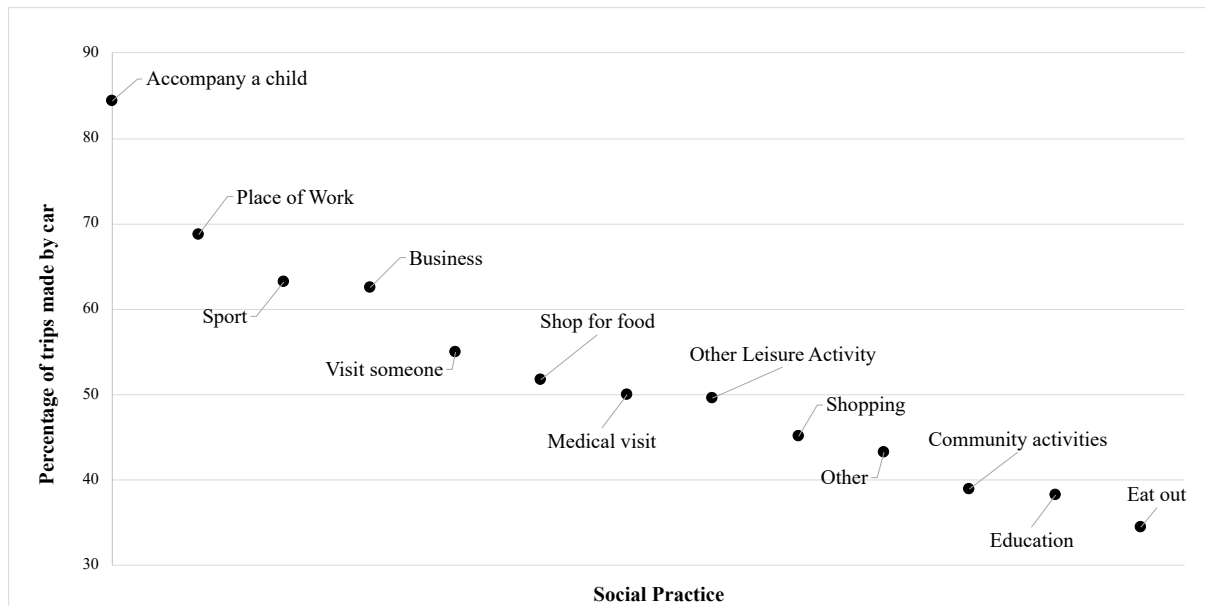 90
Accompany a child
80
Place of Work
70
Business
Sport
60
Shop for food
Visit someone
Other Leisure Activity
50
Shopping
Medical visit
Community activities
Other
40
Eat out
Education
30
Percentage of trips made by car
Social Practice